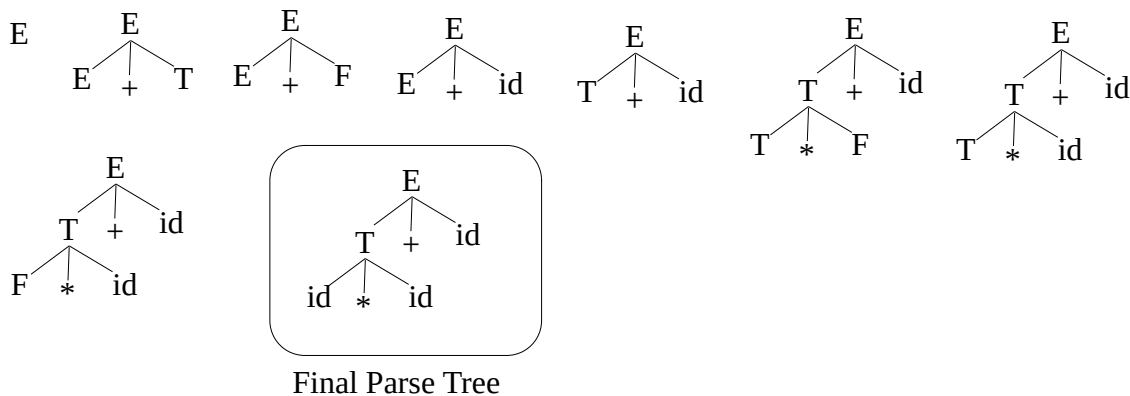 E
E
E + T
E
E + F
E
E + id
E
T + id
E
T + id
T * F
E
T + id
T * id
E
T + id
F * id
E
T + id
id * id
Final Parse Tree